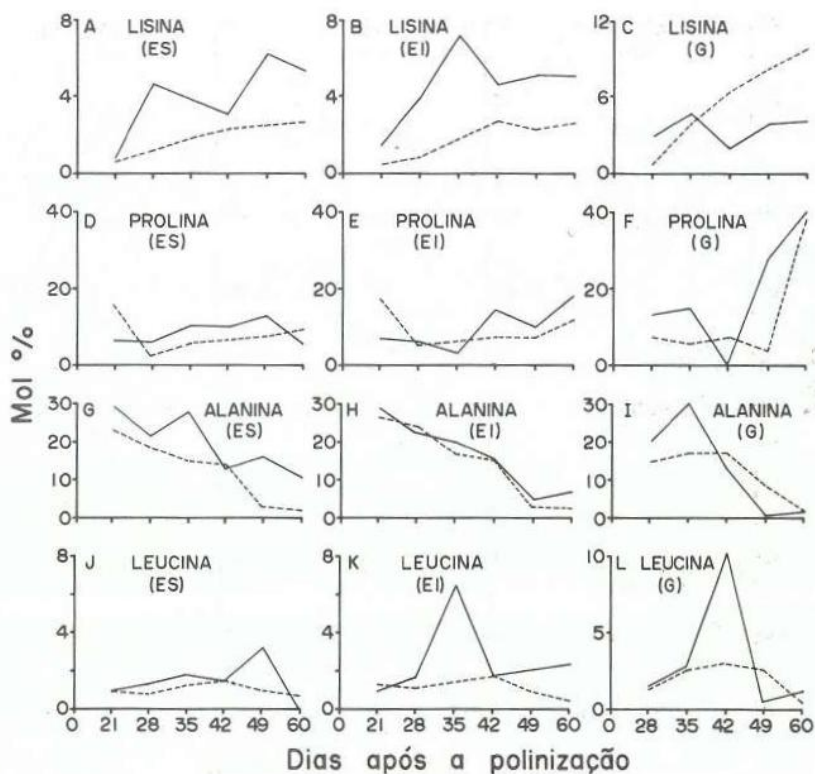 A LISINA
(ES)
8
4
0
B LISINA
(EI)
8
4
0
C LISINA
(G)
12
6
0
D PROLINA
(ES)
40
20
0
E PROLINA
(EI)
40
20
0
F PROLINA
(G)
40
20
0
G ALANINA
(ES)
30
20
10
0
H ALANINA
(EI)
30
20
10
0
I ALANINA
(G)
30
20
10
0
J LEUCINA
(ES)
8
4
0
K LEUCINA
(EI)
8
4
0
L LEUCINA
(G)
10
5
0
Mol %
0 21 28 35 42 49 60
0 21 28 35 42 49 60
0 28 35 42 49 60
Dias após a polinização